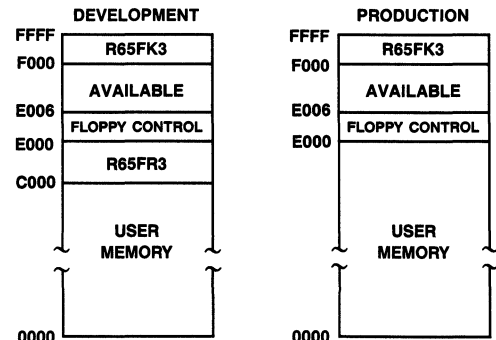 DEVELOPMENT
FFFF
R65FK3
F000
AVAILABLE
E006
FLOPPY CONTROL
E000
R65FR3
C000
USER
MEMORY
0000
PRODUCTION
FFFF
R65FK3
F000
AVAILABLE
E006
FLOPPY CONTROL
E000
USER
MEMORY
0000